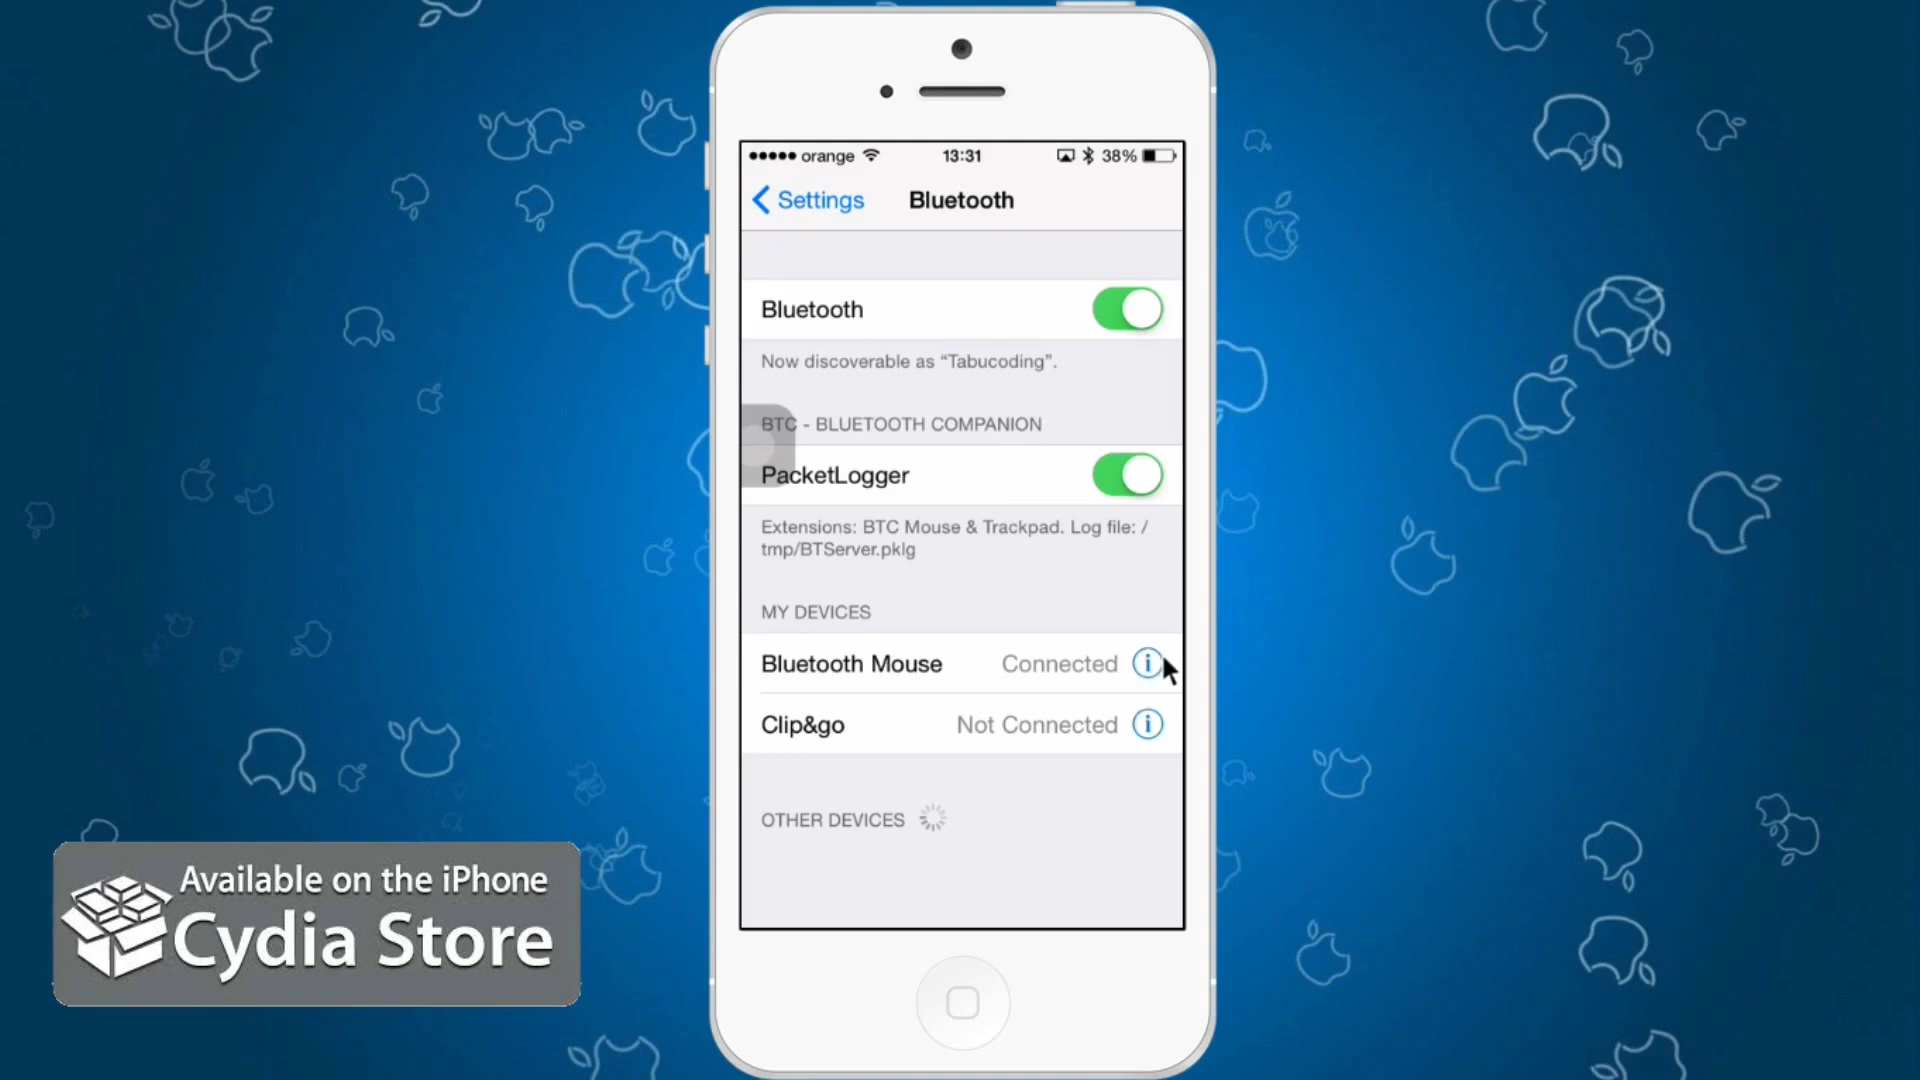 orange 13:31 38%
Settings Bluetooth
Bluetooth
Now discoverable as “Tabucoding”.
BTC - BLUETOOTH COMPANION
PacketLogger
Extensions: BTC Mouse & Trackpad. Log file: /
tmp/BTServer.pklg
MY DEVICES
Bluetooth Mouse Connected
Clip&go Not Connected
OTHER DEVICES
Available on the iPhone
Cydia Store